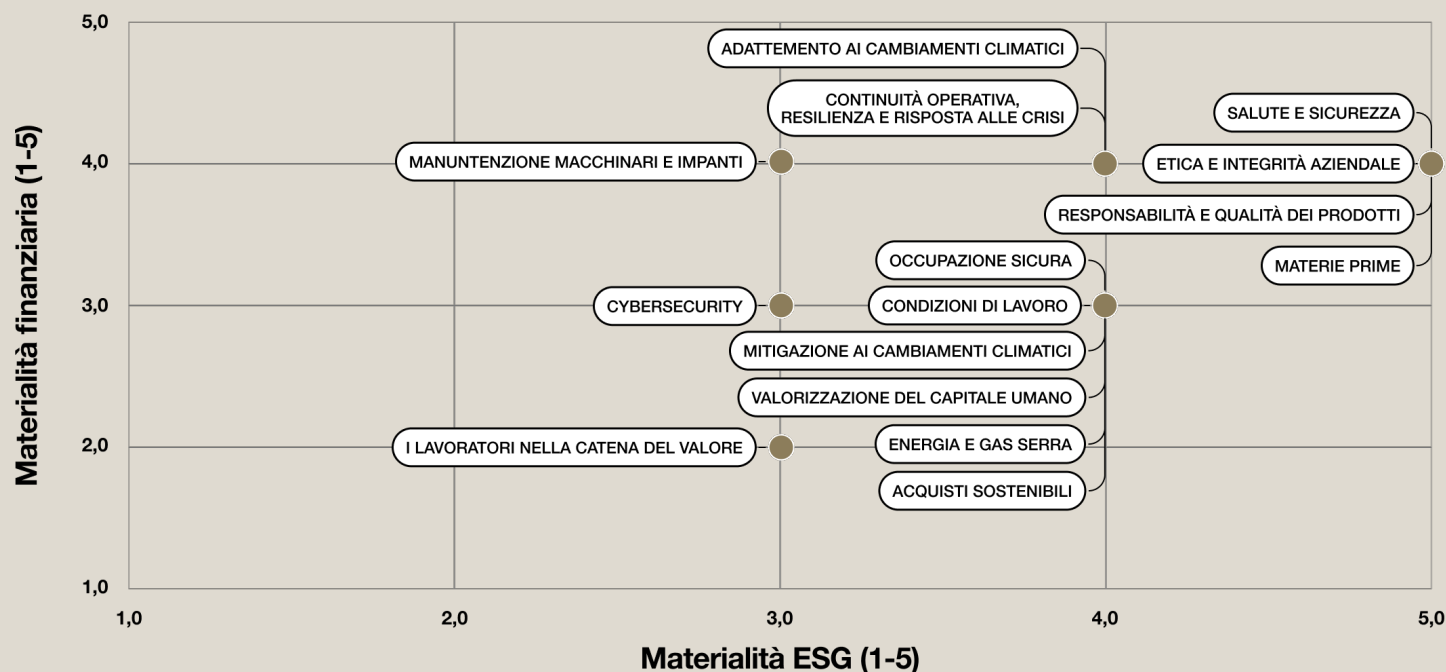 5,0
ADATTEMENTO AI CAMBIAMENTI CLIMATICI
CONTINUITÀ OPERATIVA,
RESILIENZA E RISPOSTA ALLE CRISI
SALUTE E SICUREZZA
4,0
MANUNTENZIONE MACCHINARI E IMPANTI
ETICA E INTEGRITÀ AZIENDALE
RESPONSABILITÀ E QUALITÀ DEI PRODOTTI
OCCUPAZIONE SICURA
MATERIE PRIME
3,0
CYBERSECURITY
CONDIZIONI DI LAVORO
MITIGAZIONE AI CAMBIAMENTI CLIMATICI
VALORIZZAZIONE DEL CAPITALE UMANO
2,0
I LAVORATORI NELLA CATENA DEL VALORE
ENERGIA E GAS SERRA
ACQUISTI SOSTENIBILI
1,0
Materialità finanziaria (1-5)
1,0 2,0 3,0 4,0 5,0
Materialità ESG (1-5)